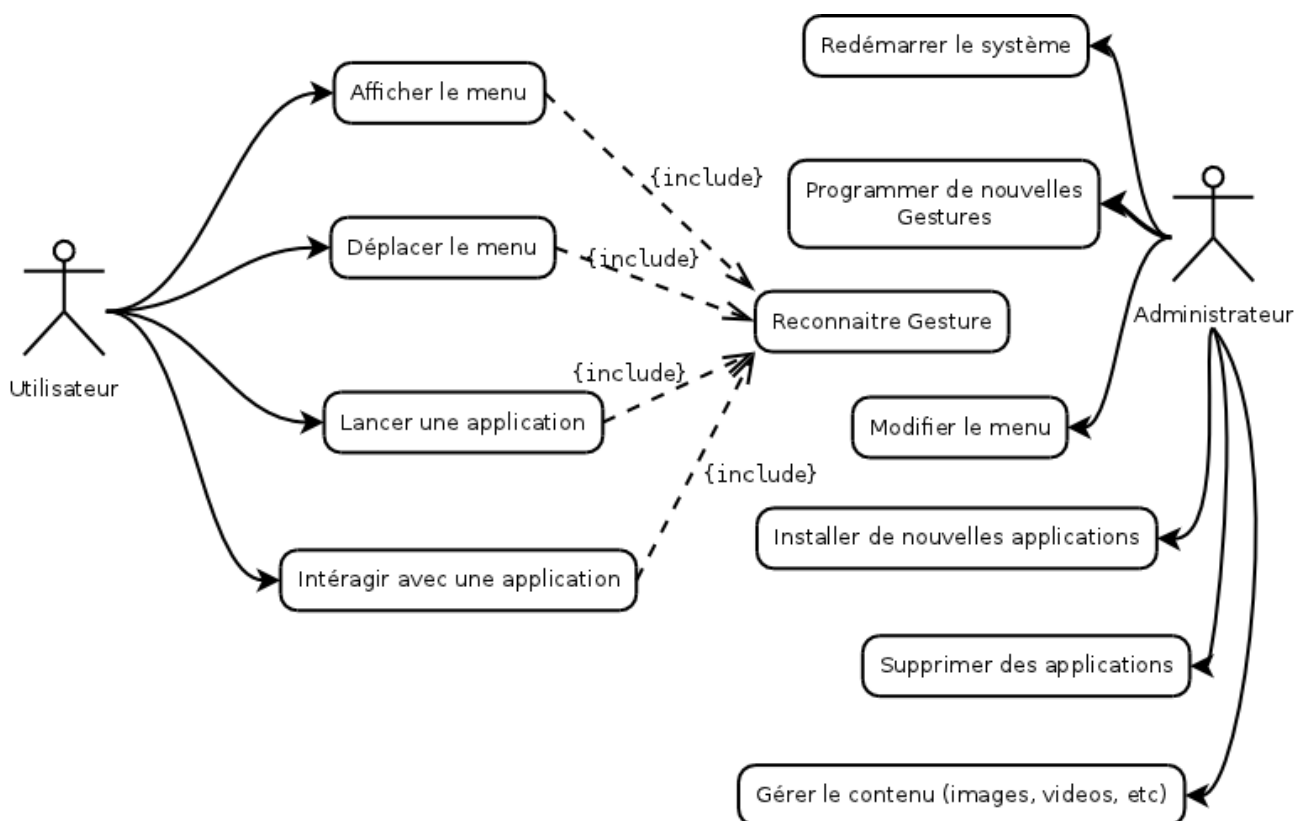 Redémarrer le système
Afficher le menu
{include}
Programmer de nouvelles
Gestures
Déplacer le menu
{include}
Reconnaitre Gesture
Administrateur
Utilisateur
{include}
Lancer une application
Modifier le menu
{include}
Installer de nouvelles applications
Intéragir avec une application
Supprimer des applications
Gérer le contenu (images, videos, etc)